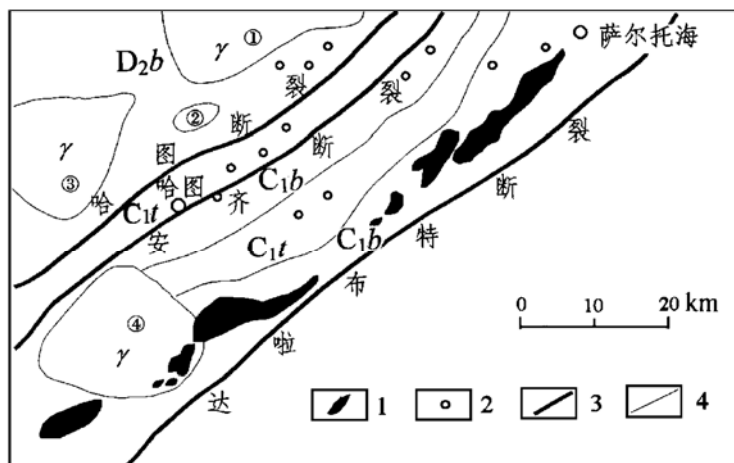 γ ①
萨尔托海
D₂b
裂
裂
②
断
断
裂
γ
图
哈图
C₁b
断
③
哈
C₁t
齐
安
C₁t
C₁b
特
布
0 10 20 km
④
γ
啦
达
1 2 3 4